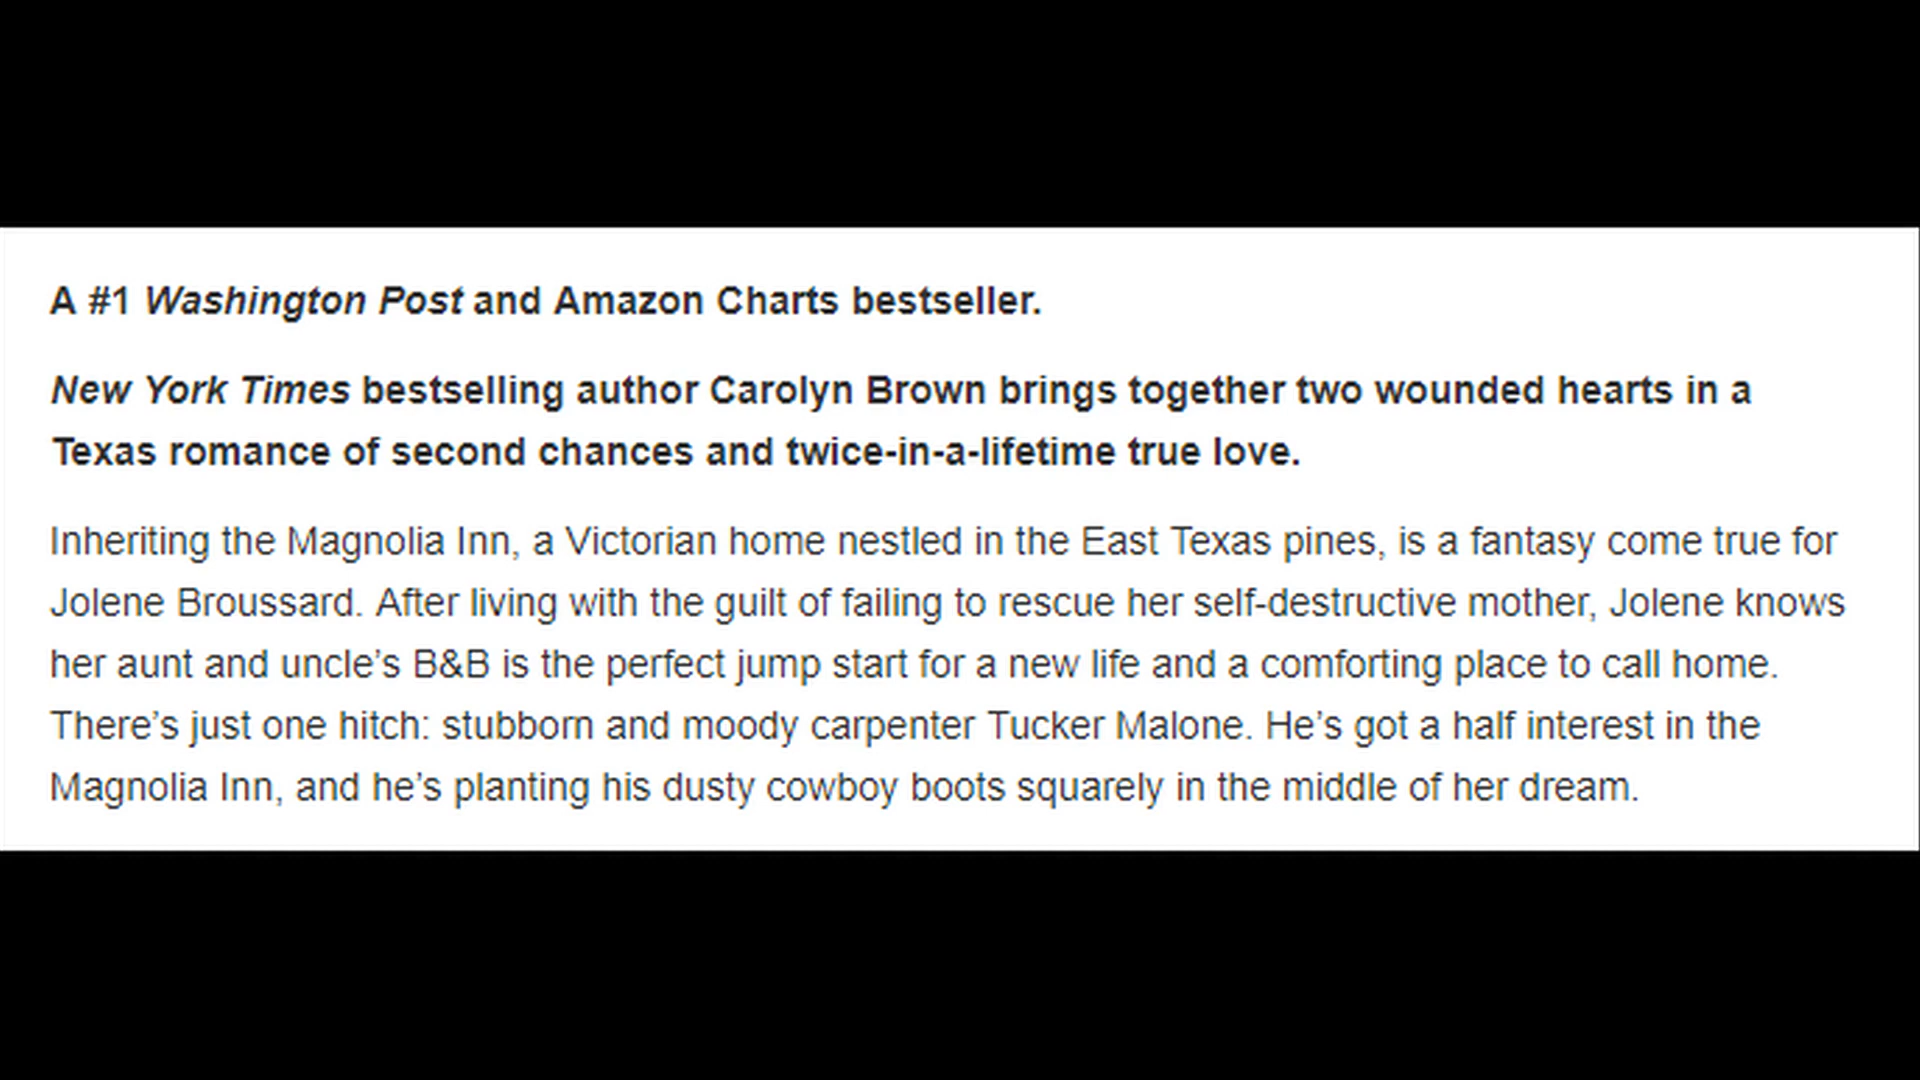 A #1 Washington Post and Amazon Charts bestseller.
New York Times bestselling author Carolyn Brown brings together two wounded hearts in a
Texas romance of second chances and twice-in-a-lifetime true love.
Inheriting the Magnolia Inn, a Victorian home nestled in the East Texas pines, is a fantasy come true for
Jolene Broussard. After living with the guilt of failing to rescue her self-destructive mother, Jolene knows
her aunt and uncle’s B&B is the perfect jump start for a new life and a comforting place to call home.
There’s just one hitch: stubborn and moody carpenter Tucker Malone. He’s got a half interest in the
Magnolia Inn, and he’s planting his dusty cowboy boots squarely in the middle of her dream.